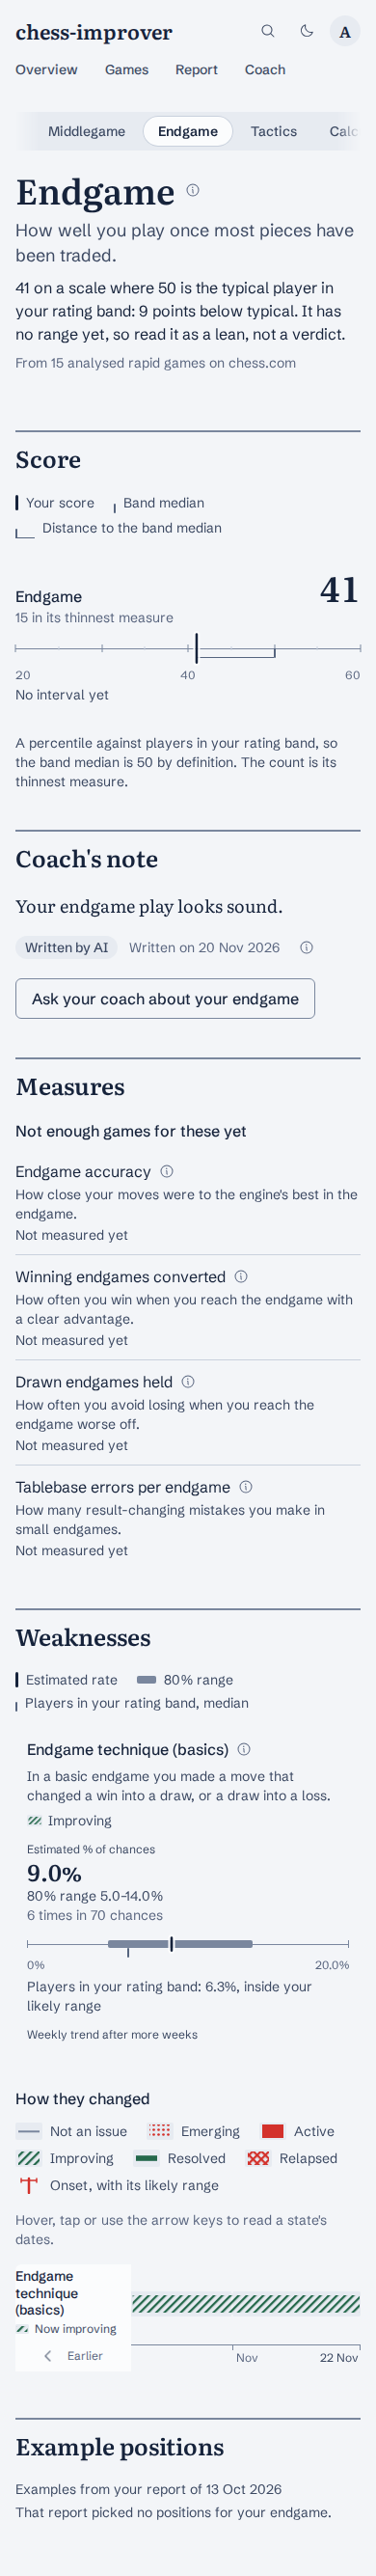 chess-improver
A
Overview Games Report Coach
Middlegame Endgame Tactics Calc
Endgame
How well you play once most pieces have
been traded.
41 on a scale where 50 is the typical player in
your rating band: 9 points below typical. It has
no range yet, so read it as a lean, not a verdict.
From 15 analysed rapid games on chess.com
Score
Your score Band median
Distance to the band median
Endgame 41
15 in its thinnest measure
20 40 60
No interval yet
A percentile against players in your rating band, so
the band median is 50 by definition. The count is its
thinnest measure.
Coach's note
Your endgame play looks sound.
Written by AI Written on 20 Nov 2026
Ask your coach about your endgame
Measures
Not enough games for these yet
Endgame accuracy
How close your moves were to the engine's best in the
endgame.
Not measured yet
Winning endgames converted
How often you win when you reach the endgame with
a clear advantage.
Not measured yet
Drawn endgames held
How often you avoid losing when you reach the
endgame worse off.
Not measured yet
Tablebase errors per endgame
How many result-changing mistakes you make in
small endgames.
Not measured yet
Weaknesses
Estimated rate 80% range
Players in your rating band, median
Endgame technique (basics)
In a basic endgame you made a move that
changed a win into a draw, or a draw into a loss.
Improving
Estimated % of chances
9.0%
80% range 5.0–14.0%
6 times in 70 chances
0% 20.0%
Players in your rating band: 6.3%, inside your
likely range
Weekly trend after more weeks
How they changed
Not an issue Emerging Active
Improving Resolved Relapsed
Onset, with its likely range
Hover, tap or use the arrow keys to read a state's
dates.
Endgame
technique
(basics)
Now improving
Earlier
Nov 22 Nov
Example positions
Examples from your report of 13 Oct 2026
That report picked no positions for your endgame.